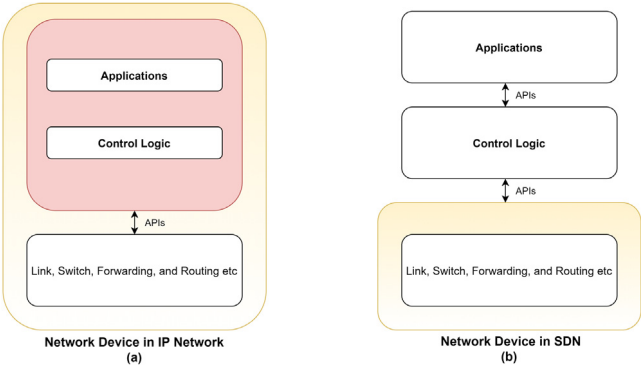 Applications
Control Logic
APIs
Link, Switch, Forwarding, and Routing etc
Network Device in IP Network
(a)
Applications
APIs
Control Logic
APIs
Link, Switch, Forwarding, and Routing etc
Network Device in SDN
(b)